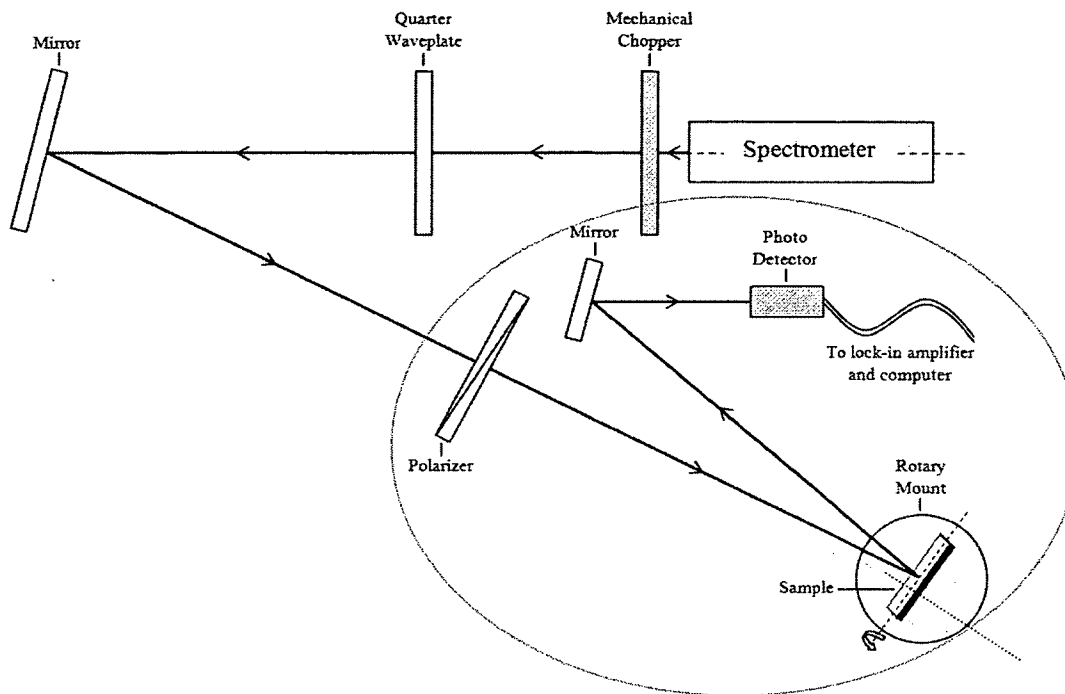 Quarter
Waveplate
Mechanical
Chopper
Mirror
Spectrometer
Mirror
Photo
Detector
To lock-in amplifier
and computer
Polarizer
Rotary
Mount
Sample